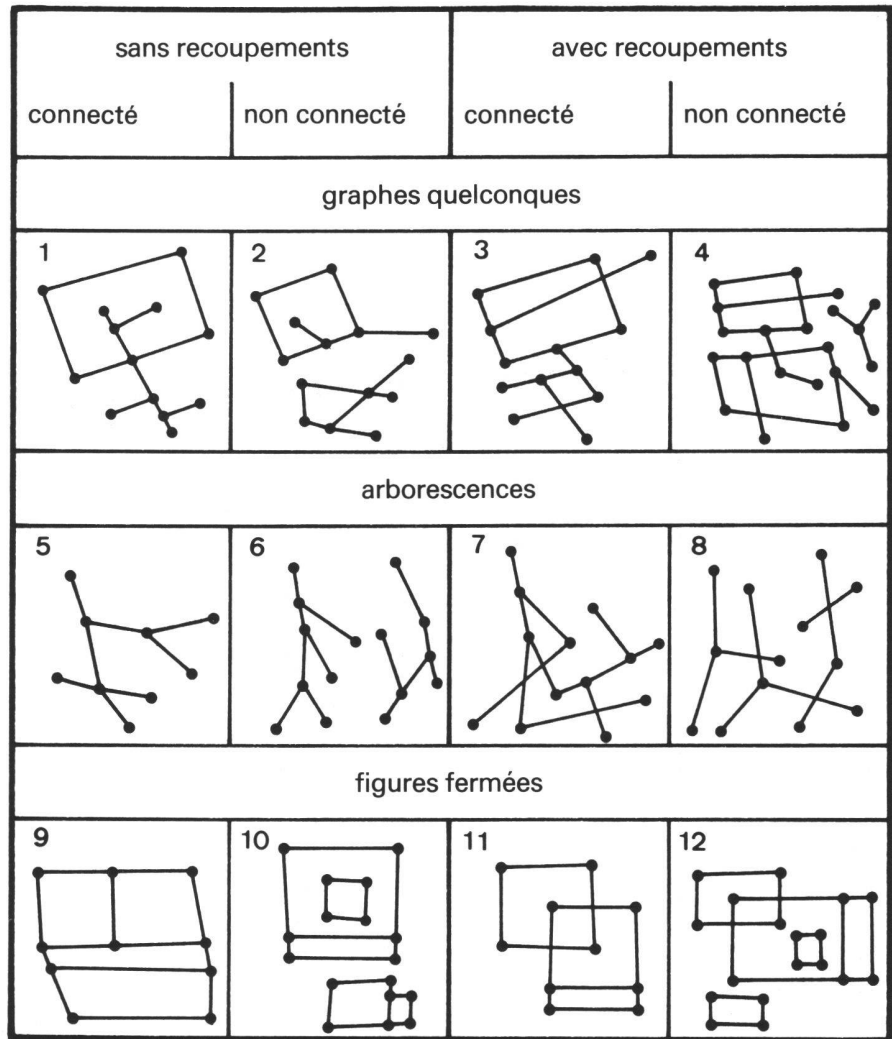 sans recoupements avec recoupements
connecté non connecté connecté non connecté
graphes quelconques
1 2 3 4
arborescences
5 6 7 8
figures fermées
9 10 11 12